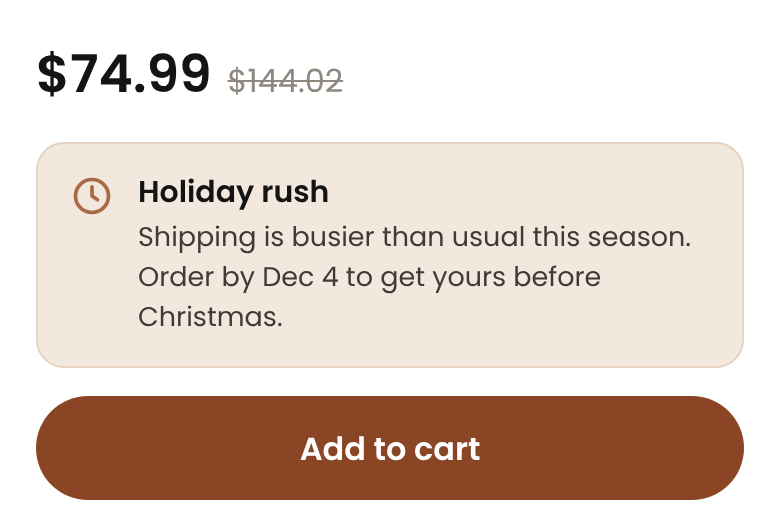 $74.99 $144.02
Holiday rush
Shipping is busier than usual this season.
Order by Dec 4 to get yours before
Christmas.
Add to cart